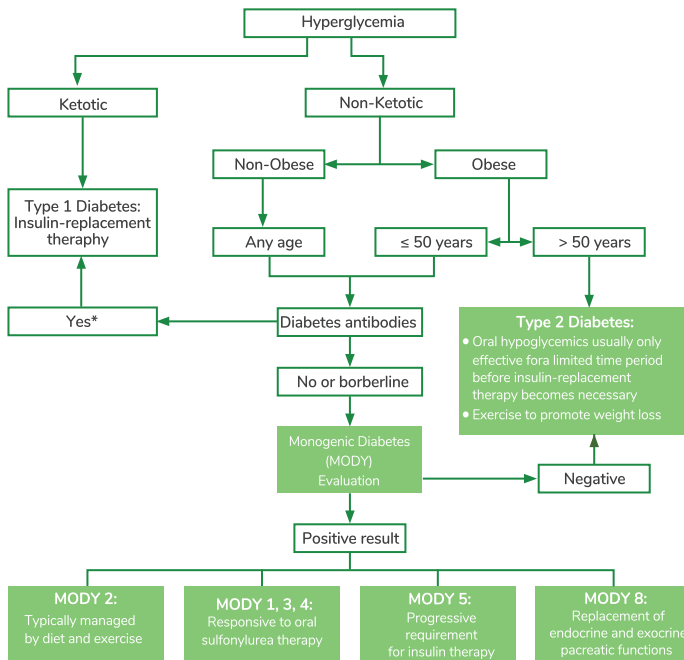 Hyperglycemia
Ketotic
Non-Ketotic
Non-Obese
Obese
Type 1 Diabetes:
Insulin-replacement
theraphy
Any age
≤ 50 years
> 50 years
Yes*
Diabetes antibodies
Type 2 Diabetes:
• Oral hypoglycemics usually only
effective fora limited time period
before insulin-replacement
therapy becomes necessary
• Exercise to promote weight loss
No or borberline
Monogenic Diabetes
(MODY)
Evaluation
Negative
Positive result
MODY 2:
Typically managed
by diet and exercise
MODY 1, 3, 4:
Responsive to oral
sulfonylurea therapy
MODY 5:
Progressive
requirement
for insulin therapy
MODY 8:
Replacement of
endocrine and exocrine
pacreatic functions